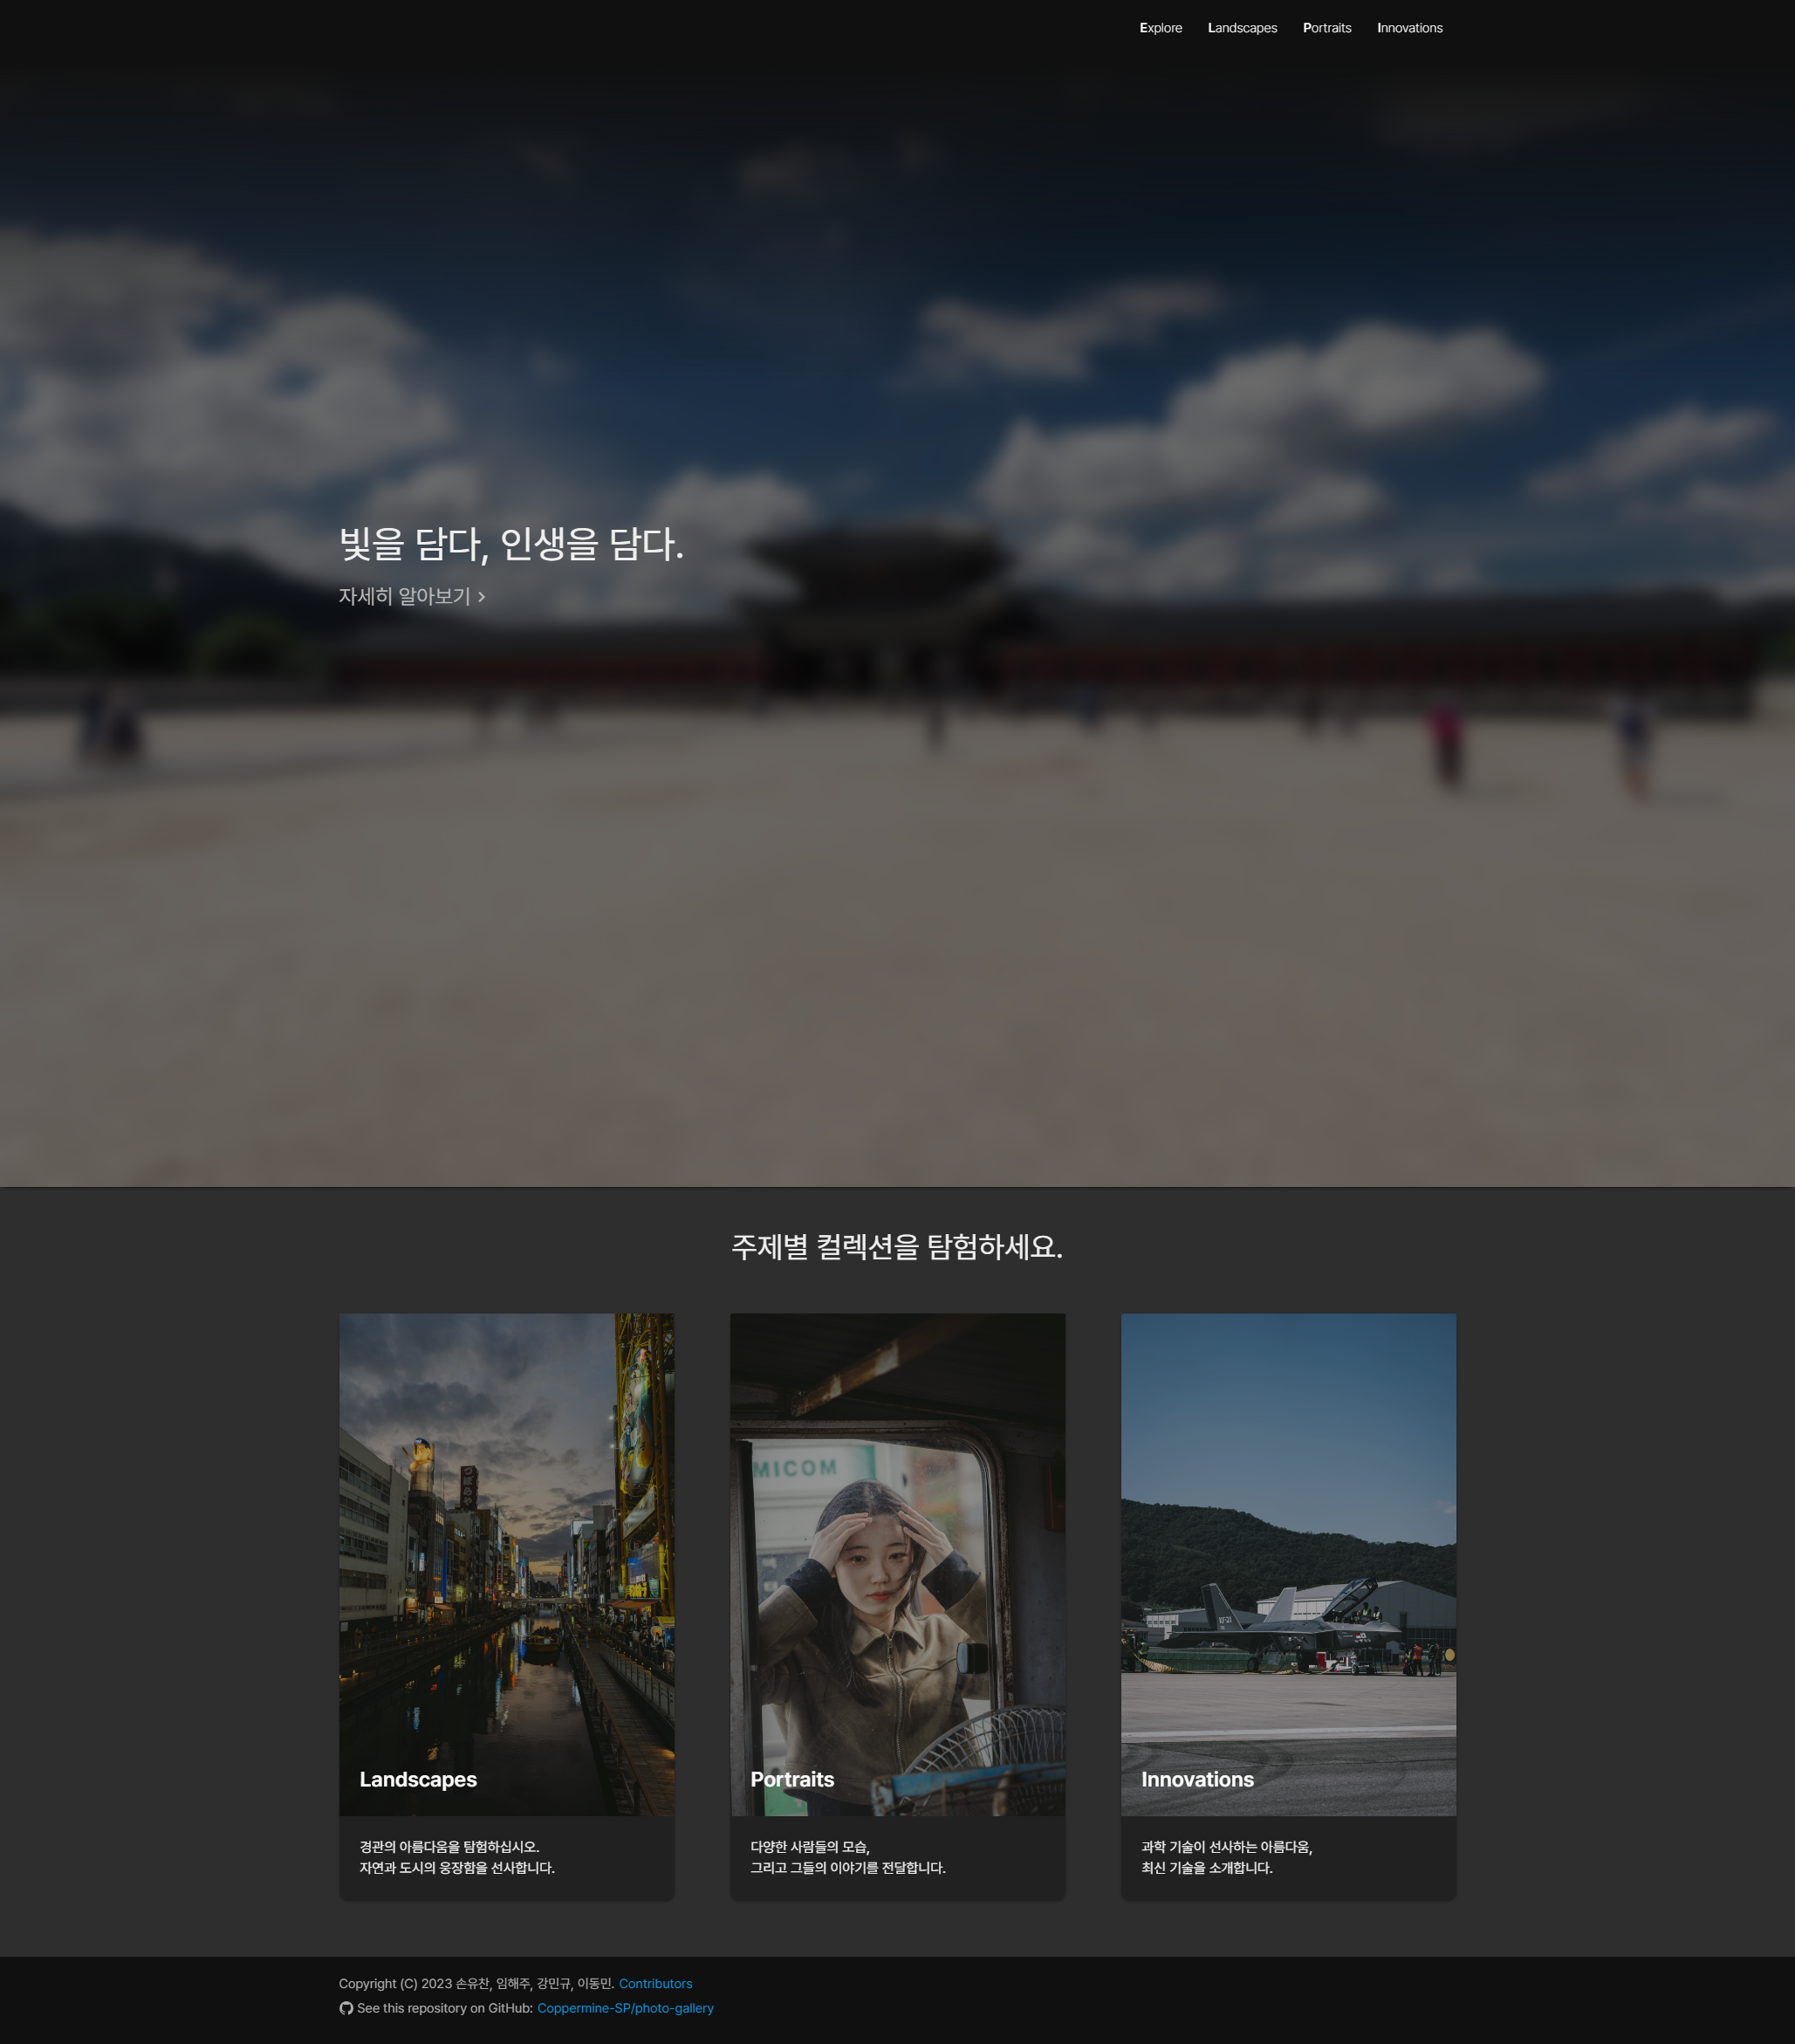 Explore Landscapes Portraits Innovations
빛을 담다, 인생을 담다.
자세히 알아보기 >
주제별 컬렉션을 탐험하세요.
MICOM
Landscapes
Portraits
Innovations
경관의 아름다움을 탐험하십시오.
자연과 도시의 웅장함을 선사합니다.
다양한 사람들의 모습,
그리고 그들의 이야기를 전달합니다.
과학 기술이 선사하는 아름다움,
최신 기술을 소개합니다.
Copyright (C) 2023 손유찬, 임해주, 강민규, 이동민. Contributors
See this repository on GitHub: Coppermine-SP/photo-gallery